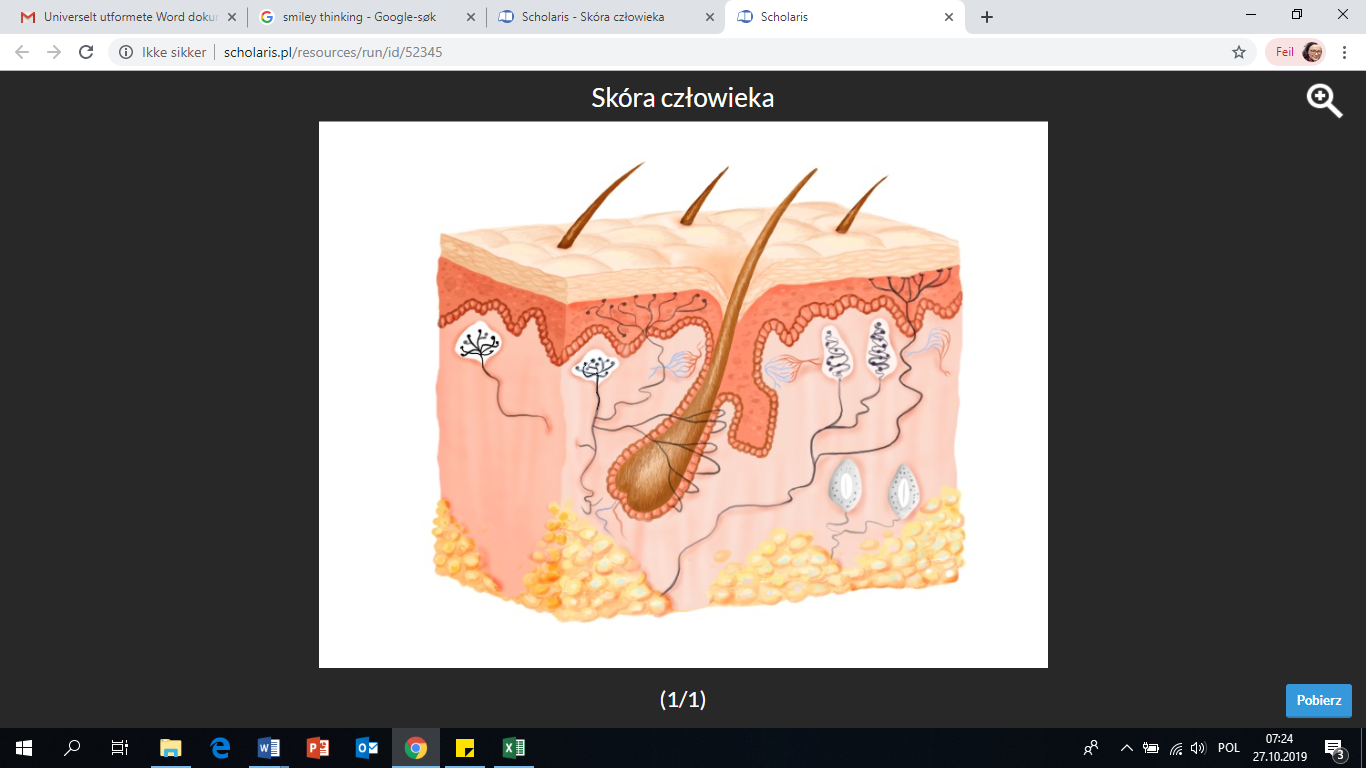 Universelt utformete Word doku
smiley thinking - Google-søk
Scholaris - Skóra człowieka
Scholaris
Ikke sikker
scholaris.pl/resources/run/id/52345
Feil
Skóra człowieka
(1/1)
Pobierz
POL
07:24
27.10.2019
3